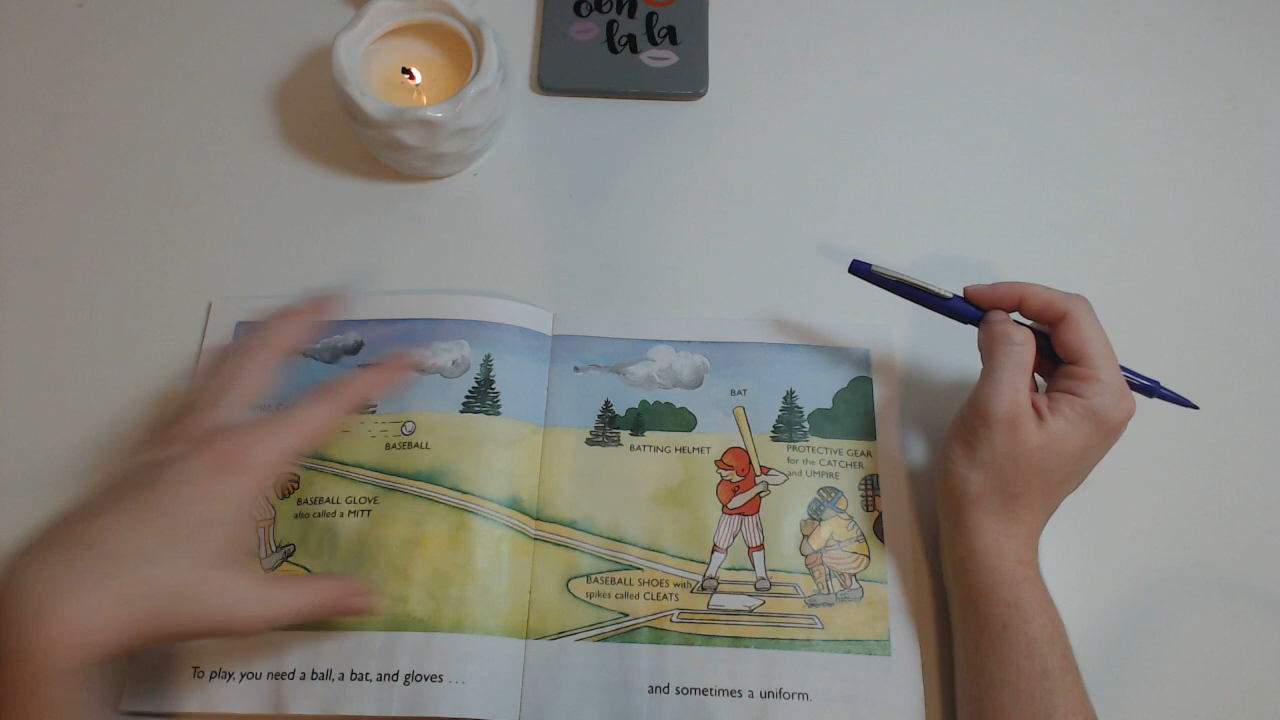 ooh
la la
BASEBALL
BASEBALL GLOVE
also called a MITT
BAT
BATTING HELMET
PROTECTIVE GEAR
for the CATCHER
and UMPIRE
BASEBALL SHOES with
spikes called CLEATS
To play, you need a ball, a bat, and gloves ...
and sometimes a uniform.